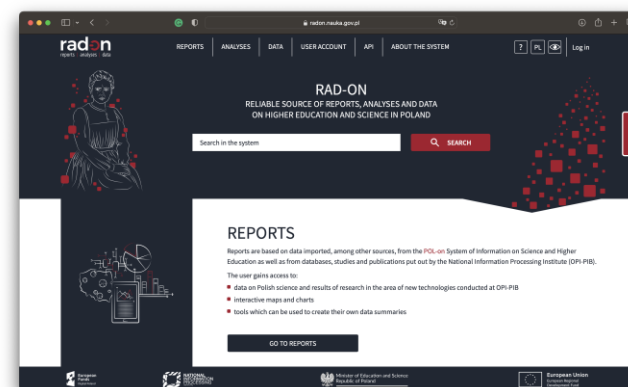 radon.nauka.gov.pl
radon
reports analyses data
REPORTS
ANALYSES
DATA
USER ACCOUNT
API
ABOUT THE SYSTEM
?
PL
Log in
RAD-ON
RELIABLE SOURCE OF REPORTS, ANALYSES AND DATA
ON HIGHER EDUCATION AND SCIENCE IN POLAND
Search in the system
SEARCH
REPORTS
Reports are based on data imported, among other sources, from the POL-on System of Information on Science and Higher
Education as well as from databases, studies and publications put out by the National Information Processing Institute (OPI-PIB).
The user gains access to:
data on Polish science and results of research in the area of new technologies conducted at OPI-PIB
interactive maps and charts
tools which can be used to create their own data summaries
GO TO REPORTS
European
Funds
NATIONAL
INFORMATION
PROCESSING
Minister of Education and Science
Republic of Poland
European Union
European Regional
Development Fund